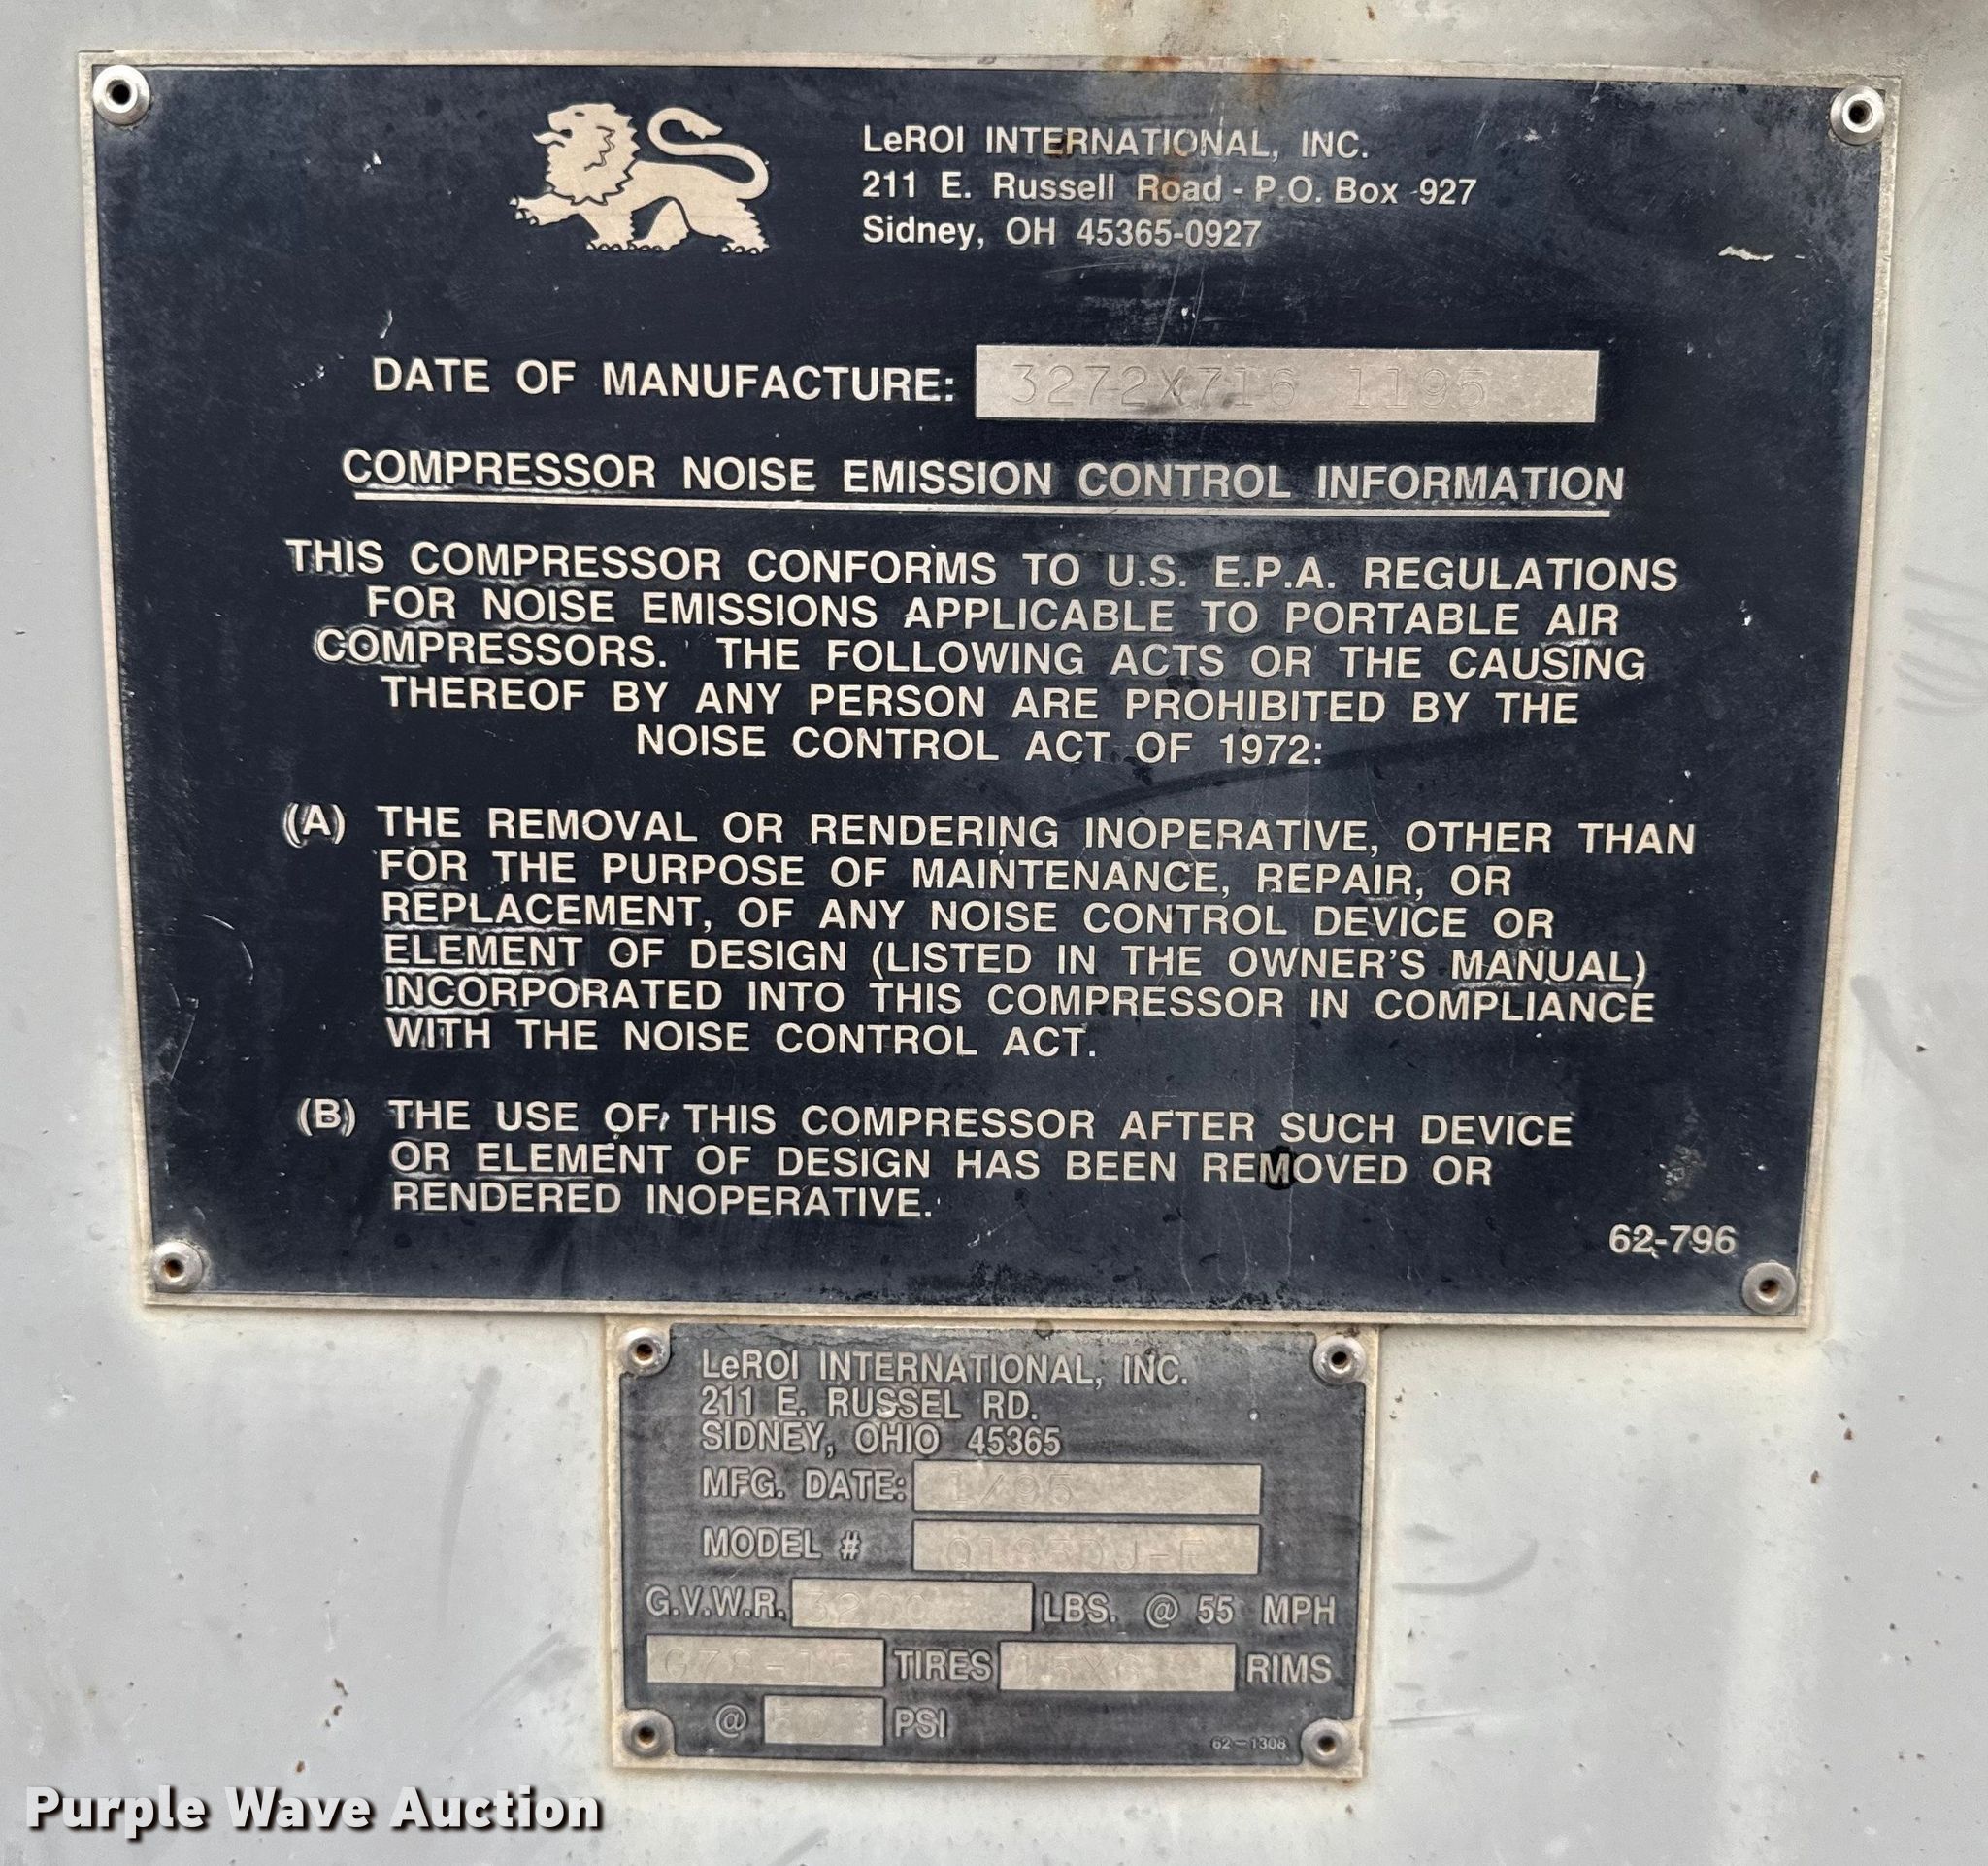 LeROI INTERNATIONAL, INC.
211 E. Russell Road - P.O. Box 927
Sidney, OH 45365-0927
DATE OF MANUFACTURE: 3272X716 1195
COMPRESSOR NOISE EMISSION CONTROL INFORMATION
THIS COMPRESSOR CONFORMS TO U.S. E.P.A. REGULATIONS
FOR NOISE EMISSIONS APPLICABLE TO PORTABLE AIR
COMPRESSORS. THE FOLLOWING ACTS OR THE CAUSING
THEREOF BY ANY PERSON ARE PROHIBITED BY THE
NOISE CONTROL ACT OF 1972:
(A) THE REMOVAL OR RENDERING INOPERATIVE, OTHER THAN
FOR THE PURPOSE OF MAINTENANCE, REPAIR, OR
REPLACEMENT, OF ANY NOISE CONTROL DEVICE OR
ELEMENT OF DESIGN (LISTED IN THE OWNER'S MANUAL)
INCORPORATED INTO THIS COMPRESSOR IN COMPLIANCE
WITH THE NOISE CONTROL ACT.
(B) THE USE OF THIS COMPRESSOR AFTER SUCH DEVICE
OR ELEMENT OF DESIGN HAS BEEN REMOVED OR
RENDERED INOPERATIVE.
62-796
LeROI INTERNATIONAL, INC.
211 E. RUSSEL RD.
SIDNEY, OHIO 45365
MFG. DATE: 1/95
MODEL #
G.V.W.R. LBS. @ 55 MPH
G78-15 TIRES RIMS
@ PSI
62-1308
Purple Wave Auction